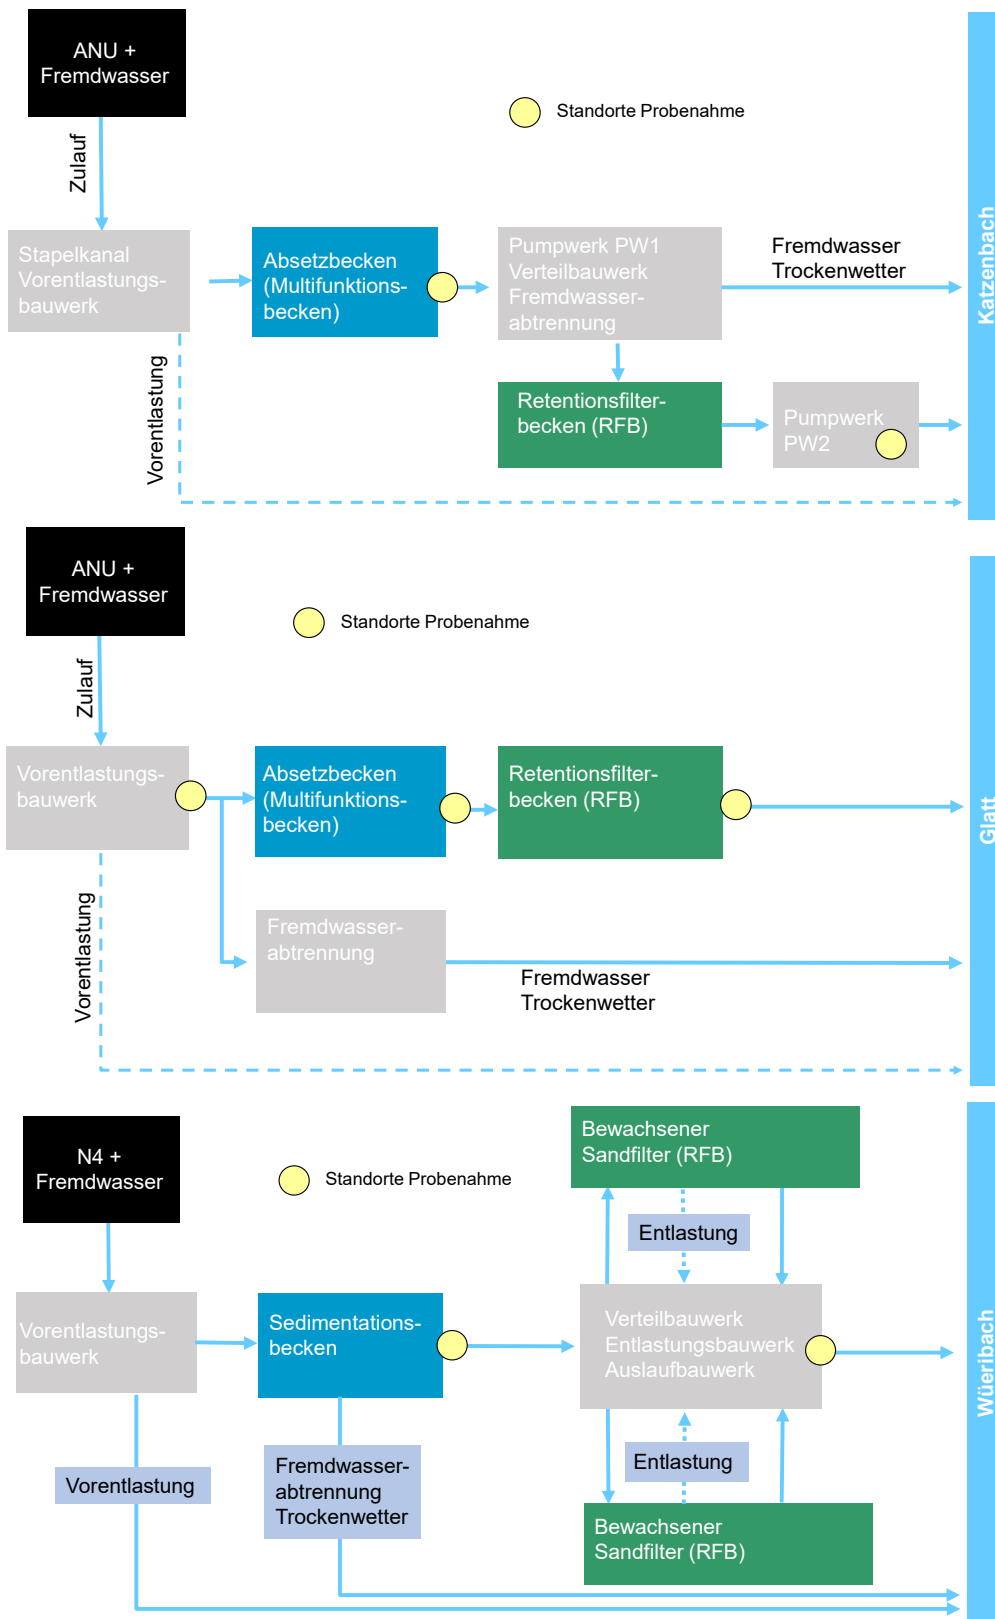 ANU +
Fremdwasser
Standorte Probenahme
Zulauf
Stapelkanal
Vorentlastungs-
bauwerk
Absetzbecken
(Multifunktions-
becken)
Pumpwerk PW1
Verteilbauwerk
Fremdwasser-
abtrennung
Fremdwasser
Trockenwetter
Katzenbach
Vorentlastung
Retentionsfilter-
becken (RFB)
Pumpwerk
PW2
ANU +
Fremdwasser
Standorte Probenahme
Zulauf
Vorentlastungs-
bauwerk
Absetzbecken
(Multifunktions-
becken)
Retentionsfilter-
becken (RFB)
Glatt
Vorentlastung
Fremdwasser-
abtrennung
Fremdwasser
Trockenwetter
N4 +
Fremdwasser
Standorte Probenahme
Bewachsener
Sandfilter (RFB)
Entlastung
Vorentlastungs-
bauwerk
Sedimentations-
becken
Verteilbauwerk
Entlastungsbauwerk
Auslaufbauwerk
Wüeribach
Vorentlastung
Fremdwasser-
abtrennung
Trockenwetter
Entlastung
Bewachsener
Sandfilter (RFB)